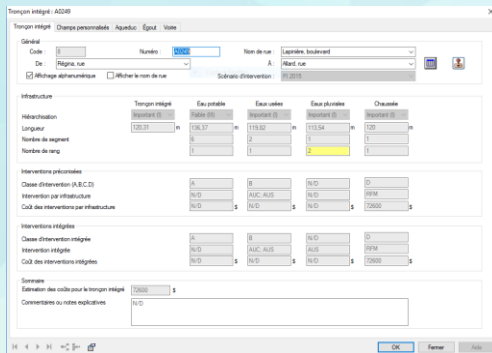 Tronçon intégré : A0249
Tronçon intégré Champs personnalisés Aqueduc Égout Voirie
Général
Code : Numéro : A0249 Nom de rue : Lapinière, boulevard
De : Régina, rue À : Allard, rue
Affichage alphanumérique Afficher le nom de rue Scénario d'intervention : PI 2019
Infrastructure
Tronçon intégré Eau potable Eaux usées Eaux pluviales Chaussée
Hiérarchisation Important (I) Faible (III) Important (I) Important (I) Important (I)
Longueur 120,31 m 136,37 m 119,62 m 113,94 m 120 m
Nombre de segment 6 2 1 1
Nombre de rang 1 1 2 1
Interventions préconisées
Classe d'intervention (A,B,C,D) A B N/D D
Intervention par infrastructure N/D AUC; AUS N/D RFM
Coût des interventions par infrastructure N/D $ N/D $ N/D $ 72600 $
Interventions intégrées
Classe d'intervention intégrée A B N/D D
Intervention intégrée N/D AUC; AUS AUS RFM
Coût des interventions intégrées N/D $ N/D $ N/D $ 72600 $
Sommaire
Estimation des coûts pour le tronçon intégré 72600 $
Commentaires ou notes explicatives N/D
OK Fermer Aide